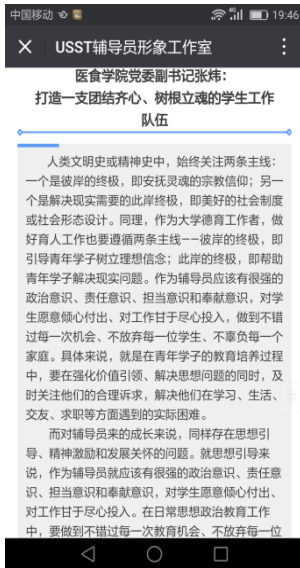 中国移动
4G
19:46
USST辅导员形象工作室
医食学院党委副书记张炜：
打造一支团结齐心、树根立魂的学生工作
队伍
人类文明史或精神史中，始终关注两条主线：
一个是彼岸的终极，即安抚灵魂的宗教信仰；另一
个是解决现实需要的此岸终极，即美好的社会制度
或社会形态设计。同理，作为大学德育工作者，做
好育人工作也要遵循两条主线——彼岸的终极，即
引导青年学子树立理想信念；此岸的终极，即帮助
青年学子解决现实问题。作为辅导员应该有很强的
政治意识、责任意识、担当意识和奉献意识，对学
生愿意倾心付出、对工作甘于尽心投入，做到不错
过每一次机会、不放弃每一位学生、不辜负每一个
家庭。具体来说，就是在青年学子的教育培养过程
中，要在强化价值引领、解决思想问题的同时，及
时关注他们的合理诉求，解决他们在学习、生活、
交友、求职等方面遇到的实际困难。
而对辅导员来的成长来说，同样存在思想引
导、精神激励和发展关怀的问题。就思想引导来
说，作为辅导员就应该有很强的政治意识、责任意
识、担当意识和奉献意识，对学生愿意倾心付出、
对工作甘于尽心投入。在日常思想政治教育工作
中，要做到不错过每一次教育机会、不放弃每一位